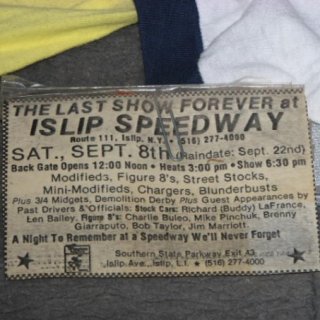 THE LAST SHOW FOREVER at
ISLIP SPEEDWAY
Route 111, Islip, N.Y. (516) 277-4000
SAT., SEPT. 8th (Raindate: Sept. 22nd)
Back Gate Opens 12:00 Noon • Heats 3:00 pm • Show 6:30 pm
Modifieds, Figure 8's, Street Stocks,
Mini-Modifieds, Chargers, Blunderbusts
Plus 3/4 Midgets, Demolition Derby Plus Guest Appearances by
Past Drivers & Officials: Stock Cars: Richard (Buddy) LaFrance,
Len Bailey, Figure 8's: Charlie Buteo, Mike Pinchuk, Brenny
Giarraputo, Bob Taylor, Jim Marriott.
A Night To Remember at a Speedway We'll Never Forget
Southern State Parkway Exit 43
Islip Ave., Islip, L.I. ★ (516) 277-4000